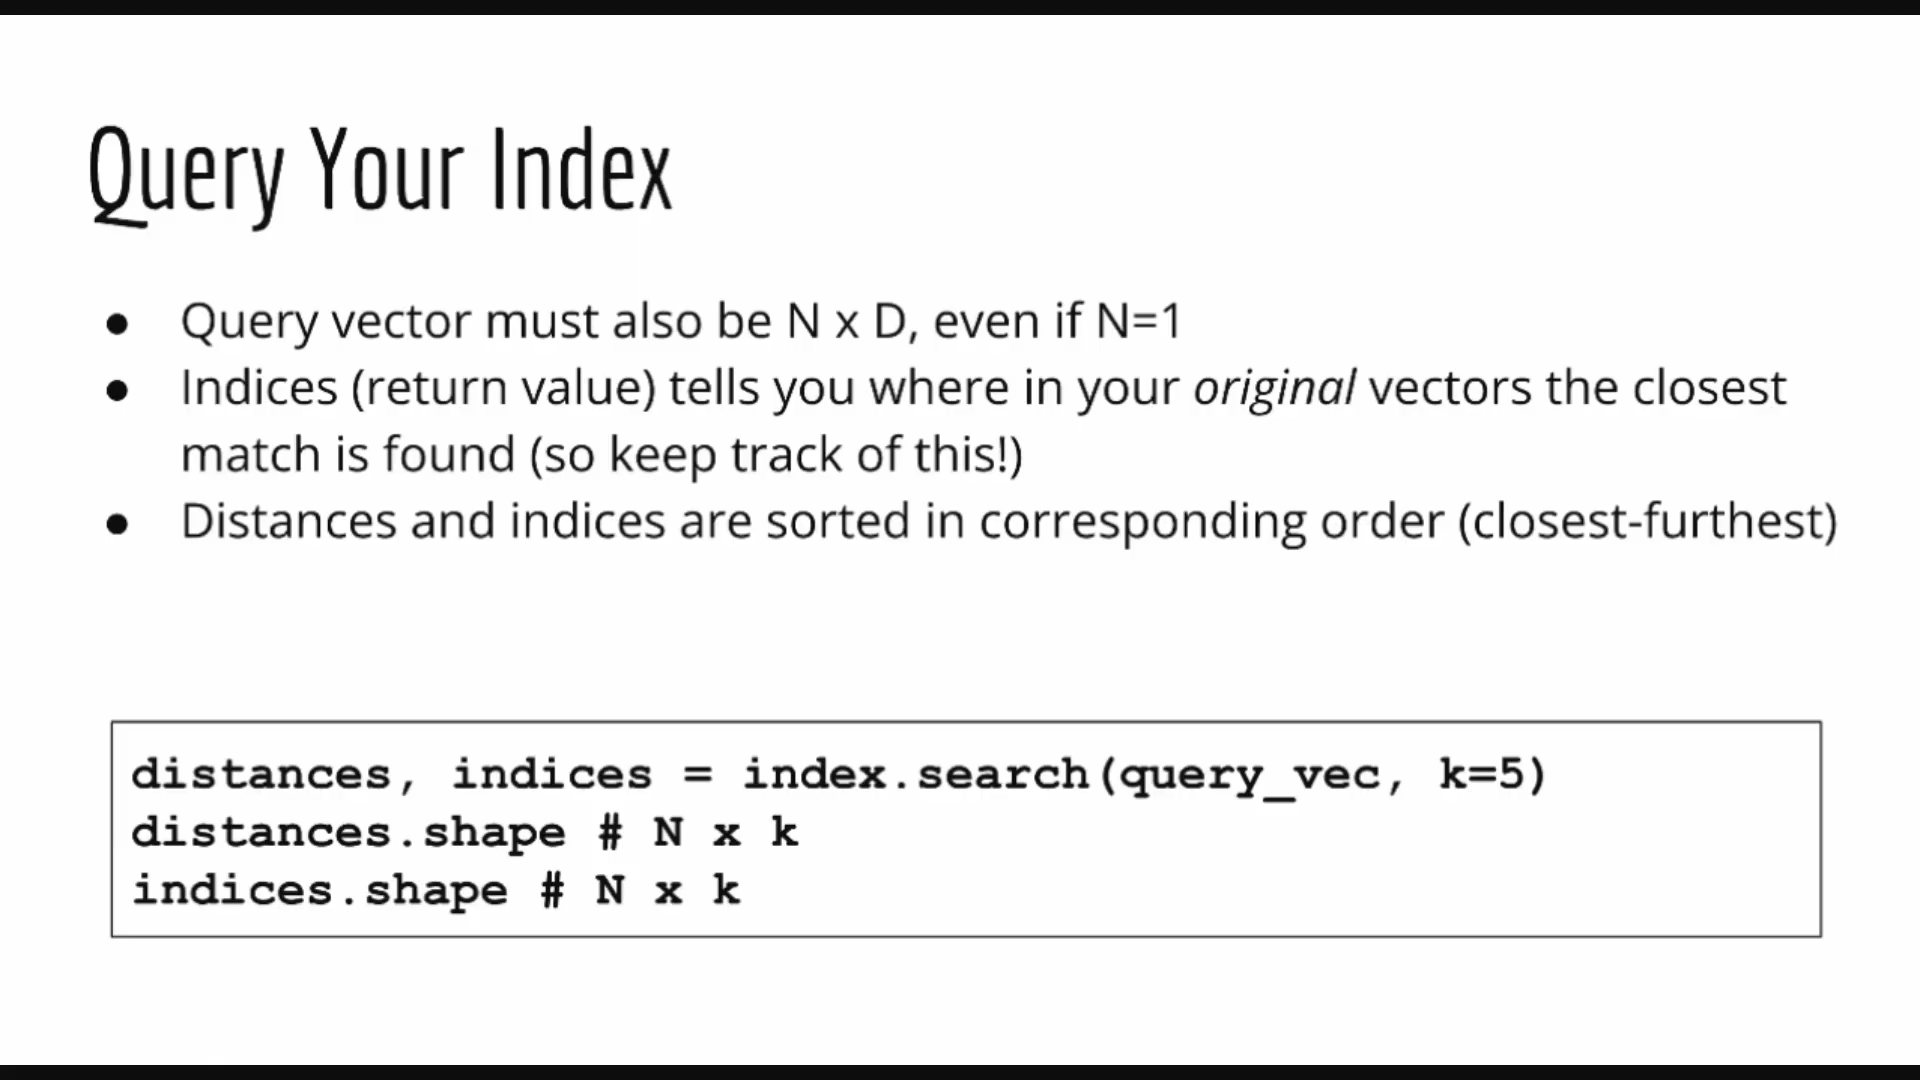 Query Your Index
● Query vector must also be N x D, even if N=1
● Indices (return value) tells you where in your original vectors the closest
match is found (so keep track of this!)
● Distances and indices are sorted in corresponding order (closest-furthest)
distances, indices = index.search(query_vec, k=5)
distances.shape # N x k
indices.shape # N x k